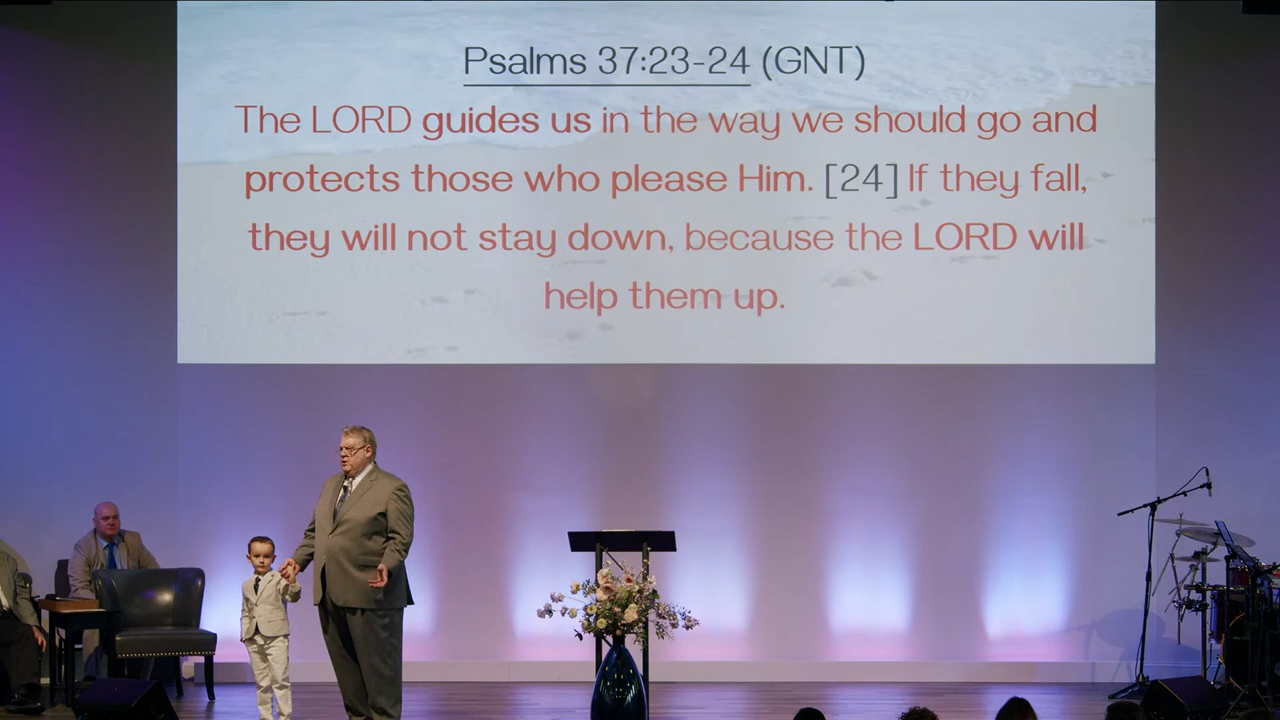 Psalms 37:23-24 (GNT)
The LORD guides us in the way we should go and
protects those who please Him. [24] If they fall,
they will not stay down, because the LORD will
help them up.